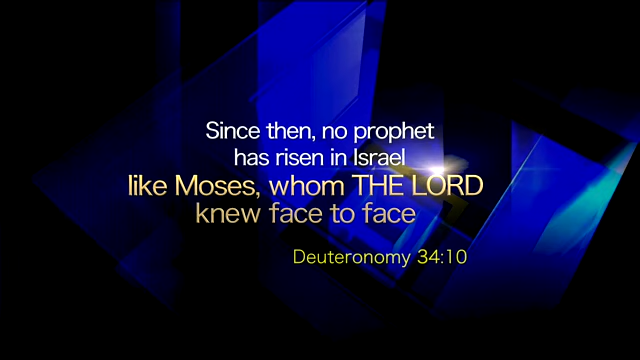 Since then, no prophet
has risen in Israel
like Moses, whom THE LORD
knew face to face
Deuteronomy 34:10